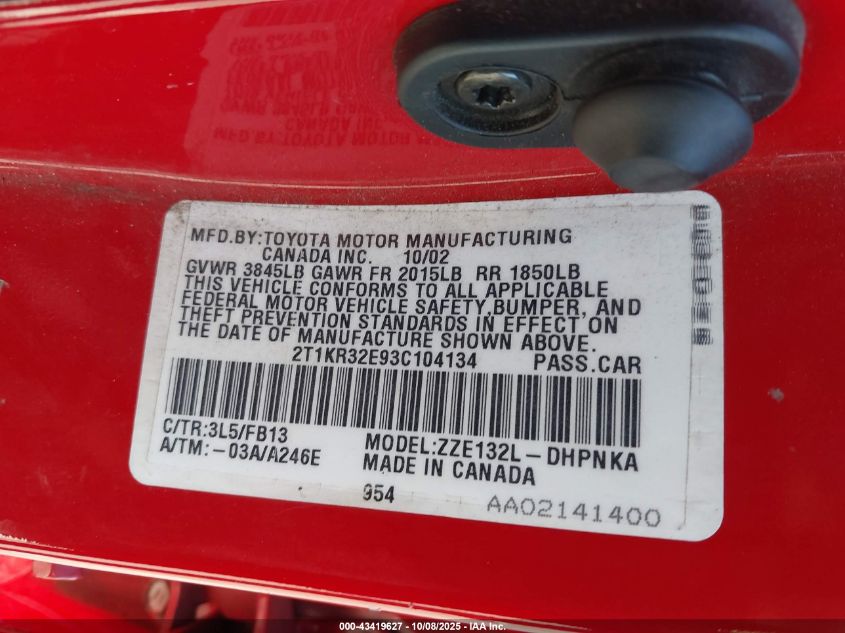 MFD.BY:TOYOTA MOTOR MANUFACTURING
CANADA INC. 10/02
GVWR 3845LB GAWR FR 2015LB RR 1850LB
THIS VEHICLE CONFORMS TO ALL APPLICABLE
FEDERAL MOTOR VEHICLE SAFETY,BUMPER, AND
THEFT PREVENTION STANDARDS IN EFFECT ON
THE DATE OF MANUFACTURE SHOWN ABOVE.
2T1KR32E93C104134 PASS.CAR
C/TR:3L5/FB13
A/TM:-03A/A246E
MODEL:ZZE132L-DHPNKA
MADE IN CANADA
954
AA02141400
000-43419627 - 10/08/2025 - IAA Inc.